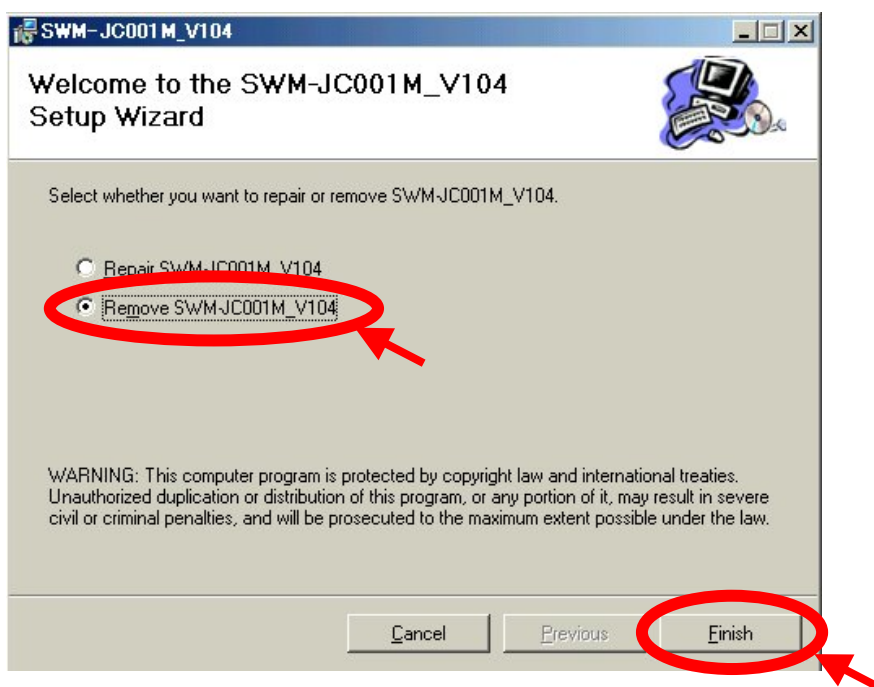 SWM-JC001M_V104
Welcome to the SWM-JC001M_V104
Setup Wizard
Select whether you want to repair or remove SWM-JC001M_V104.
Repair SWM-JC001M_V104
Remove SWM-JC001M_V104
WARNING: This computer program is protected by copyright law and international treaties.
Unauthorized duplication or distribution of this program, or any portion of it, may result in severe
civil or criminal penalties, and will be prosecuted to the maximum extent possible under the law.
Cancel Previous Finish